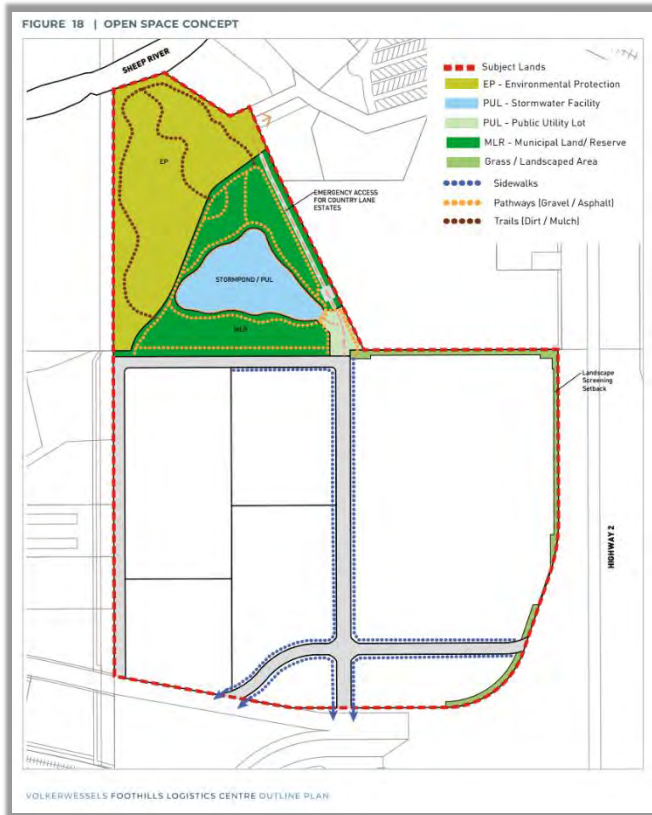 FIGURE 18 | OPEN SPACE CONCEPT
SHEEP RIVER
Subject Lands
EP - Environmental Protection
PUL - Stormwater Facility
PUL - Public Utility Lot
MLR - Municipal Land/ Reserve
Grass / Landscaped Area
Sidewalks
Pathways (Gravel / Asphalt)
Trails (Dirt / Mulch)
EP
EMERGENCY ACCESS
FOR COUNTRY LANE
ESTATES
STORMPOND / PUL
MLR
Landscape
Screening
Setback
HIGHWAY 2
VOLKERWESSELS FOOTHILLS LOGISTICS CENTRE OUTLINE PLAN